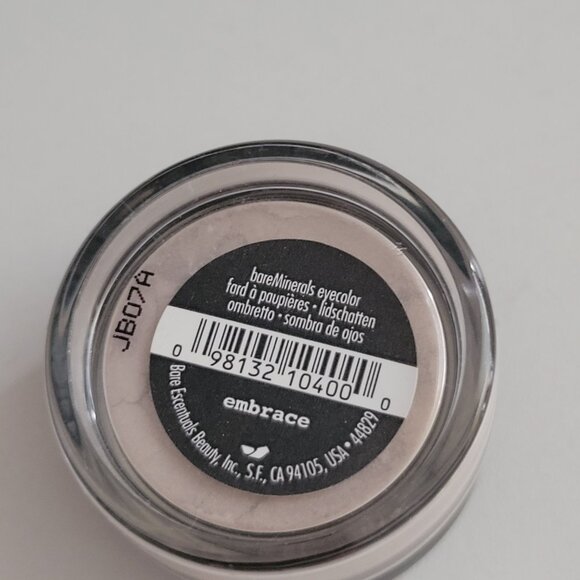 JB07A
bareMinerals eyecolor
fard à paupières • lidschatten
ombretto • sombra de ojos
0 98132 10400 0
embrace
Bare Escentuals Beauty, Inc., S.F., CA 94105, USA • 44829